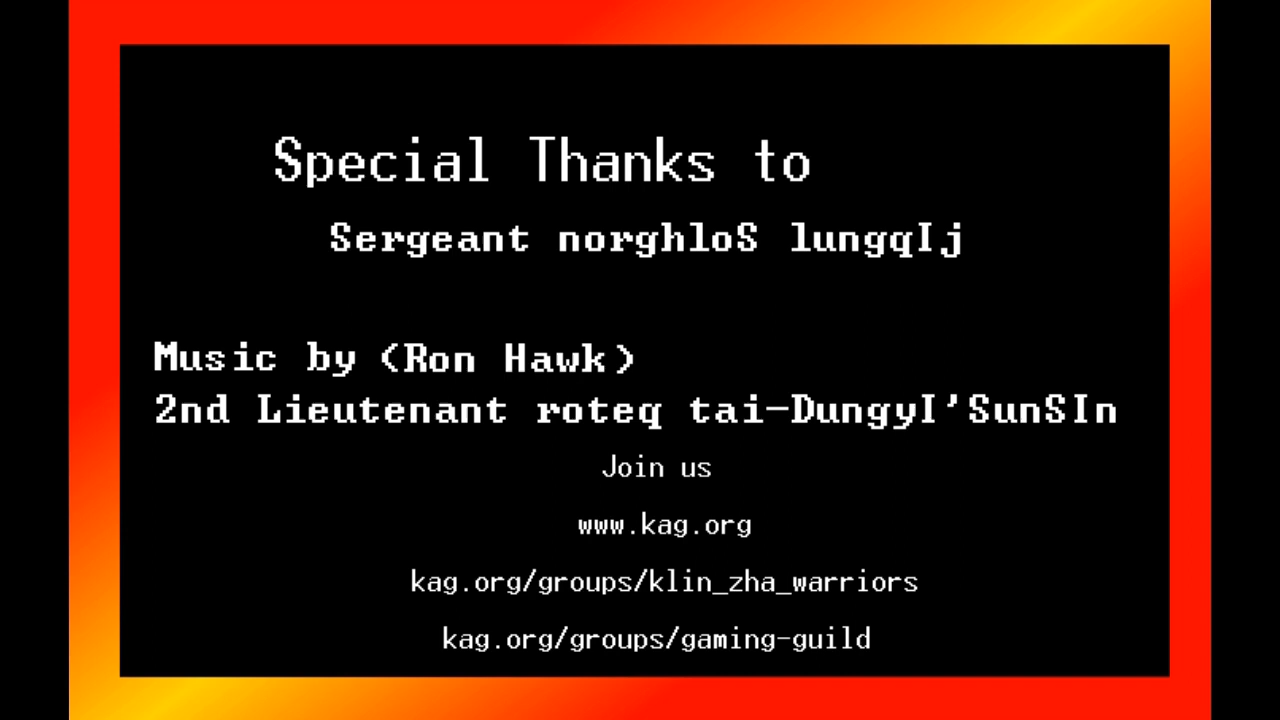 Special Thanks to
Sergeant norghloS lungqIj
Music by (Ron Hawk)
2nd Lieutenant roteq tai-DungyI'SunSIn
Join us
www.kag.org
kag.org/groups/klin_zha_warriors
kag.org/groups/gaming-guild